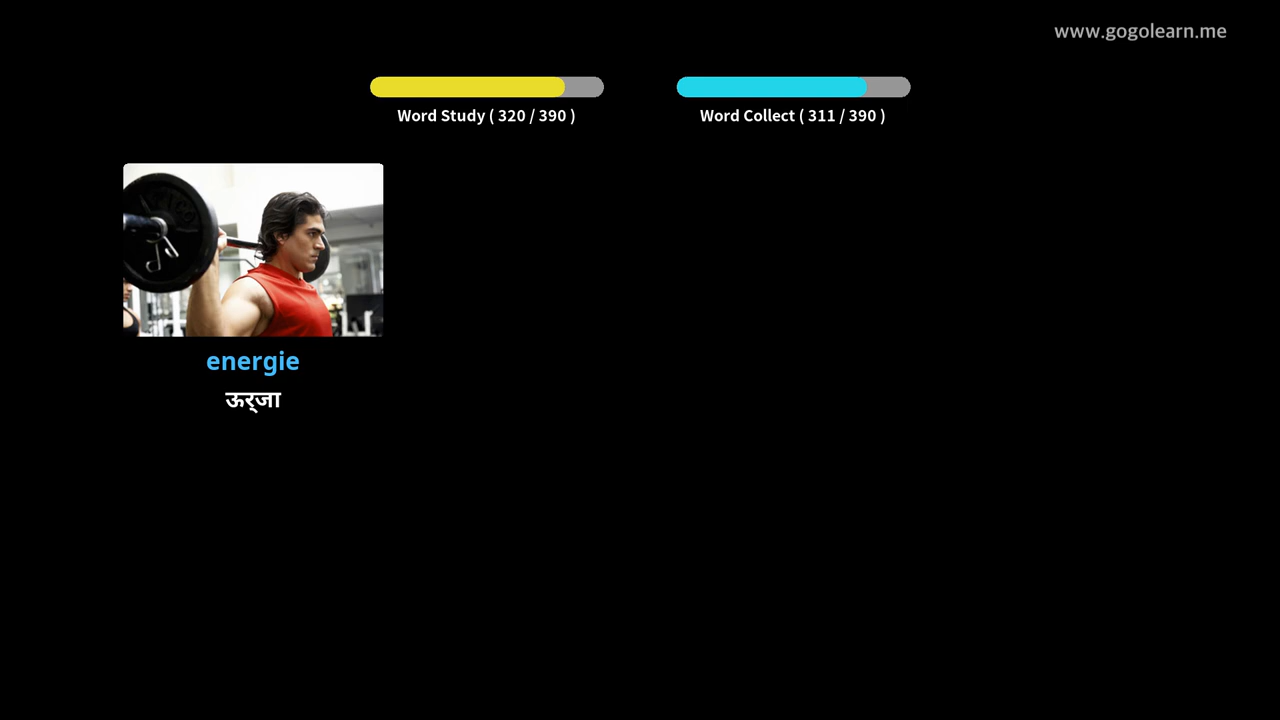 www.gogolearn.me
Word Study ( 320 / 390 )
Word Collect ( 311 / 390 )
energie
ऊर्जा